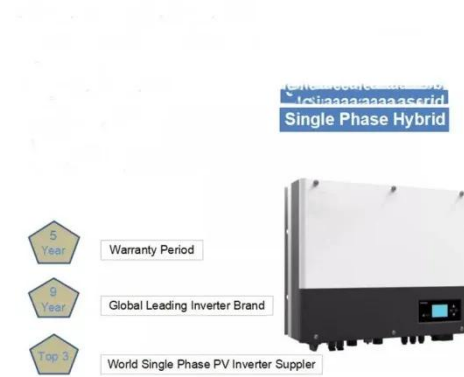 Single Phase Hybrid
5
Year
Warranty Period
9
Year
Global Leading Inverter Brand
Top 3
World Single Phase PV Inverter Suppler